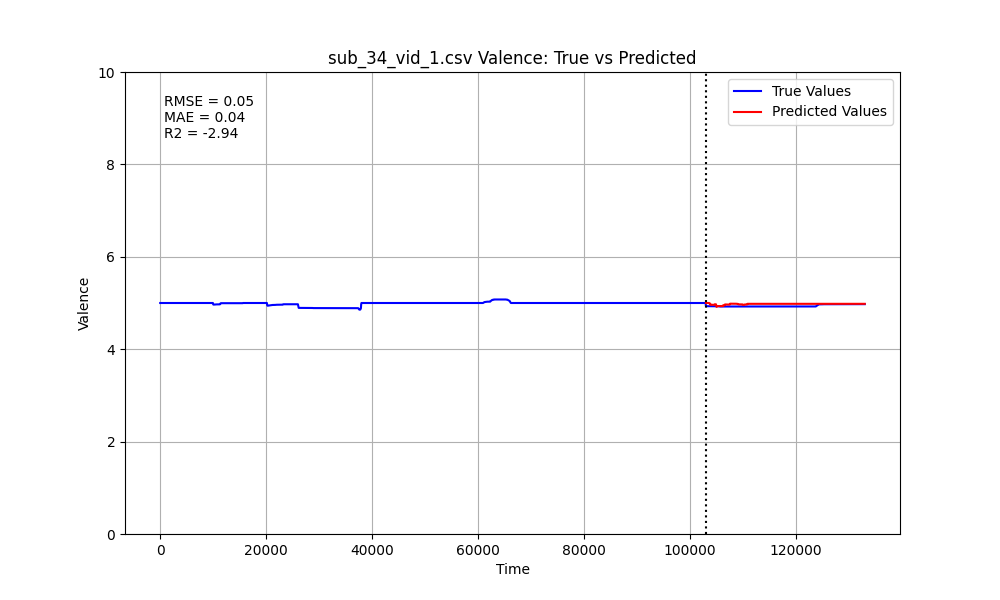 sub_34_vid_1.csv Valence: True vs Predicted
RMSE = 0.05
MAE = 0.04
R2 = -2.94
True Values
Predicted Values
Valence
10
8
6
4
2
0
0
20000
40000
60000
80000
100000
120000
Time